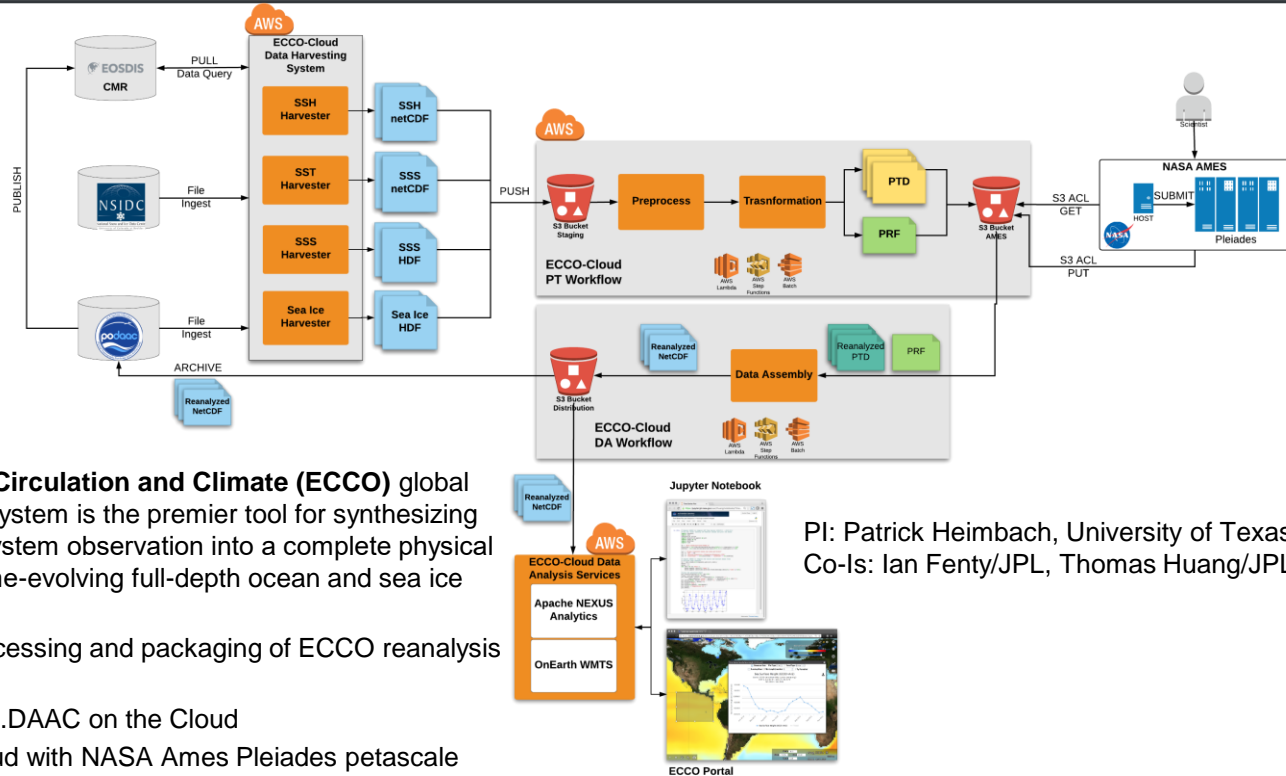 AWS
ECCO-Cloud
Data Harvesting
System
EOSDIS
CMR
PULL
Data Query
SSH
Harvester
SSH
netCDF
PUBLISH
NSIDC
File
Ingest
SST
Harvester
SSS
netCDF
SSS
Harvester
SSS
HDF
podaac
File
Ingest
Sea Ice
Harvester
Sea Ice
HDF
PUSH
AWS
S3 Bucket
Staging
Preprocess
Trasnformation
PTD
PRF
S3 Bucket
AMES
ECCO-Cloud
PT Workflow
AWS
Lambda
AWS
Step
Functions
AWS
Batch
S3 ACL
GET
S3 ACL
PUT
Scientist
NASA AMES
SUBMIT
HOST
NASA
Pleiades
ARCHIVE
Reanalyzed
NetCDF
S3 Bucket
Distribution
Reanalyzed
NetCDF
Data Assembly
Reanalyzed
PTD
PRF
ECCO-Cloud
DA Workflow
AWS
Lambda
AWS
Step
Functions
AWS
Batch
Reanalyzed
NetCDF
AWS
ECCO-Cloud Data
Analysis Services
Apache NEXUS
Analytics
OnEarth WMTS
Jupyter Notebook
ECCO Portal
Circulation and Climate (ECCO) global
ystem is the premier tool for synthesizing
ystem observation into a complete physical
ne-evolving full-depth ocean and sea ice
cessing and packaging of ECCO reanalysis
.DAAC on the Cloud
ud with NASA Ames Pleiades petascale
PI: Patrick Heimbach, University of Texas
Co-Is: Ian Fenty/JPL, Thomas Huang/JPL